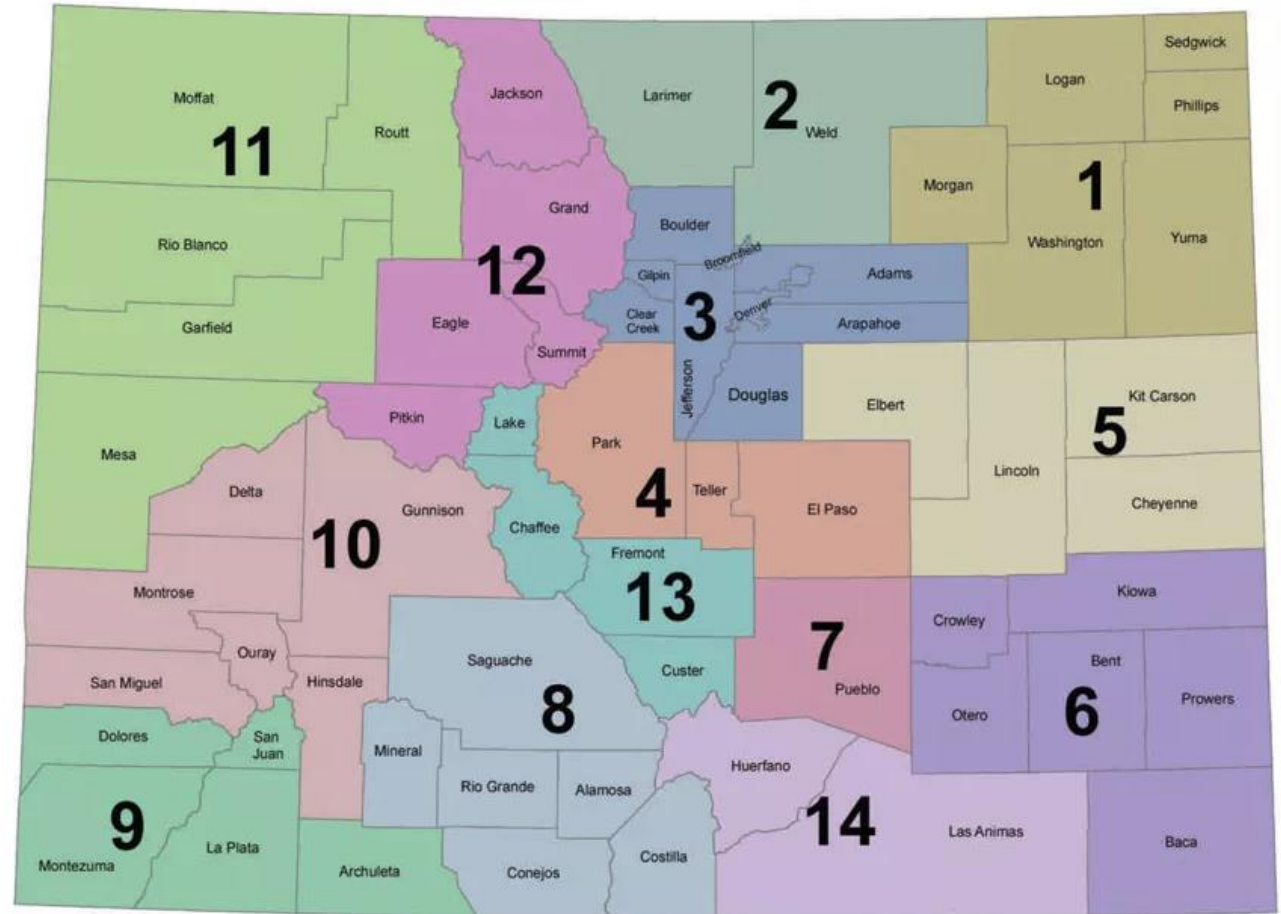 Moffat
11
Routt
Jackson
Larimer
2
Weld
Logan
Sedgwick
Phillips
Morgan
1
Washington
Yuma
Rio Blanco
Grand
Boulder
Broomfield
12
Gilpin
Adams
Garfield
Eagle
Summit
Clear
Creek
3
Denver
Arapahoe
Jefferson
Douglas
Elbert
Kit Carson
5
Pitkin
Lake
Park
Mesa
Lincoln
Delta
Gunnison
4
Teller
El Paso
Cheyenne
10
Chaffee
Fremont
13
Montrose
Kiowa
Crowley
Ouray
Saguache
Custer
7
Pueblo
Bent
San Miguel
Hinsdale
8
Otero
6
Prowers
Dolores
San
Juan
Mineral
Rio Grande
Alamosa
Huerfano
9
14
Las Animas
Baca
Montezuma
La Plata
Archuleta
Conejos
Costilla